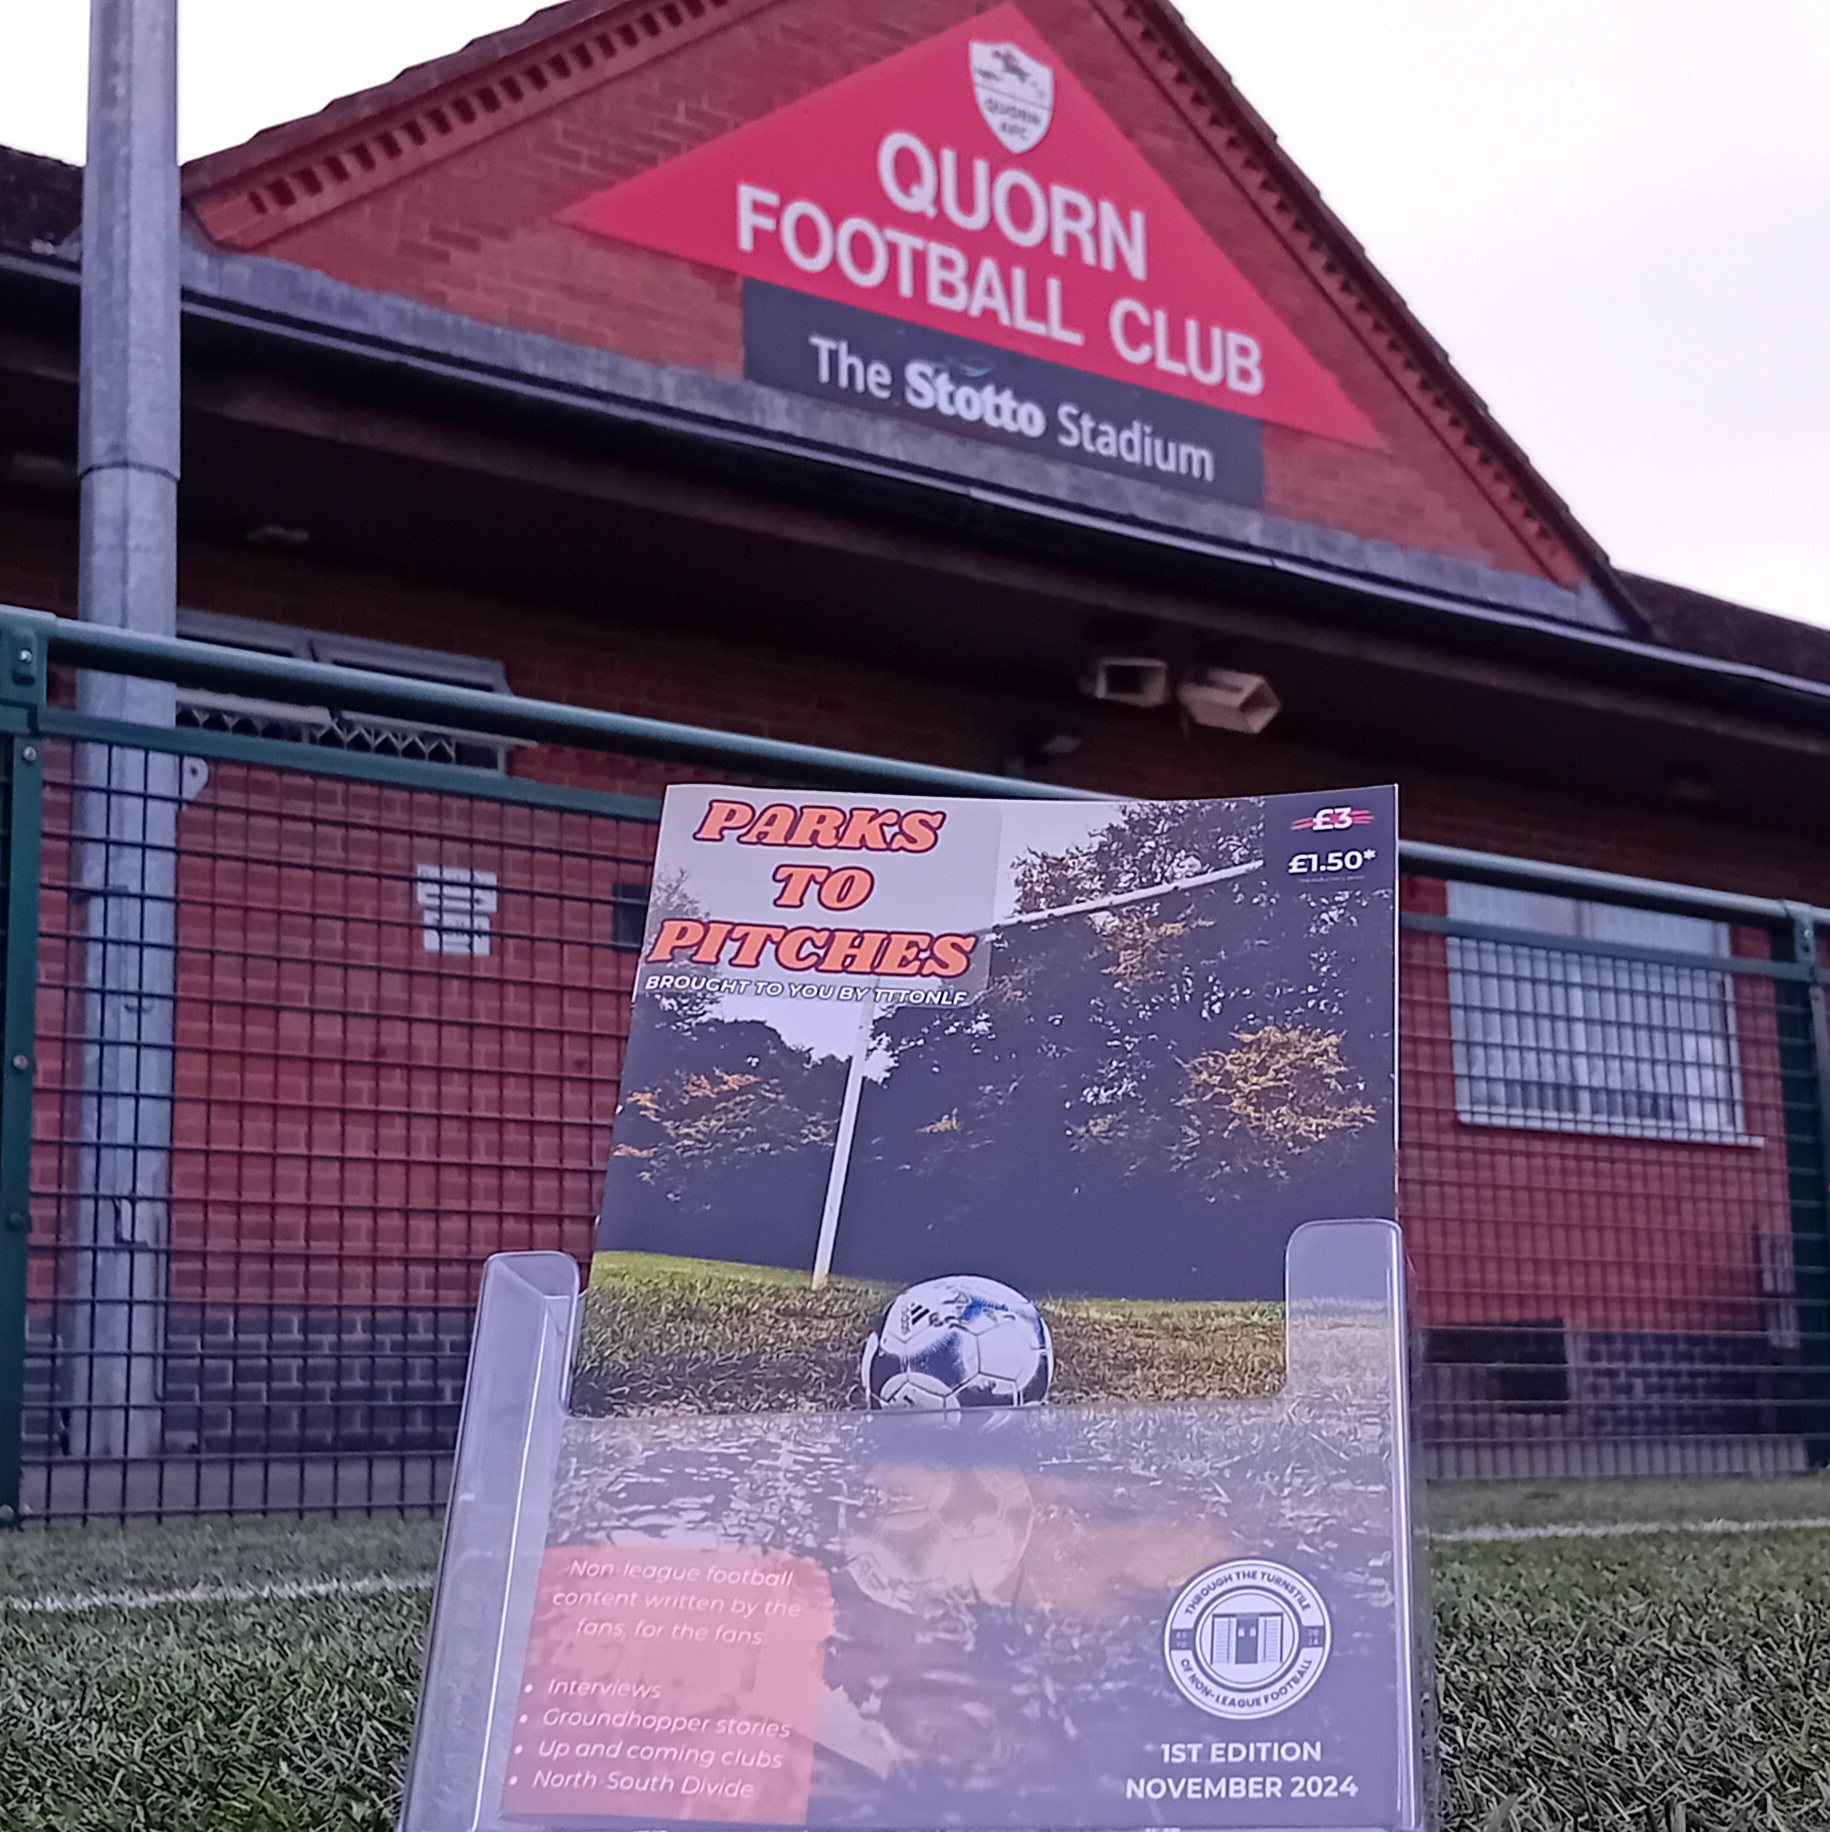 QUORN
AFC
QUORN
FOOTBALL CLUB
The Stotto Stadium
PARKS
TO
PITCHES
BROUGHT TO YOU BY TTTONLF
£3
£1.50*
adidas
Non-league football
content written by the
fans, for the fans.
• Interviews
• Groundhopper stories
• Up and coming clubs
• North-South Divide
THROUGH THE TURNSTILE
OF NON-LEAGUE FOOTBALL
1ST EDITION
NOVEMBER 2024